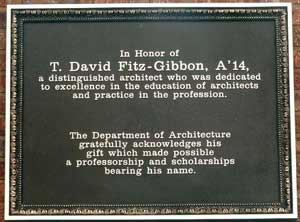 In Honor of
T. David Fitz-Gibbon, A'14,
a distinguished architect who was dedicated
to excellence in the education of architects
and practice in the profession.
The Department of Architecture
gratefully acknowledges his
gift which made possible
a professorship and scholarships
bearing his name.